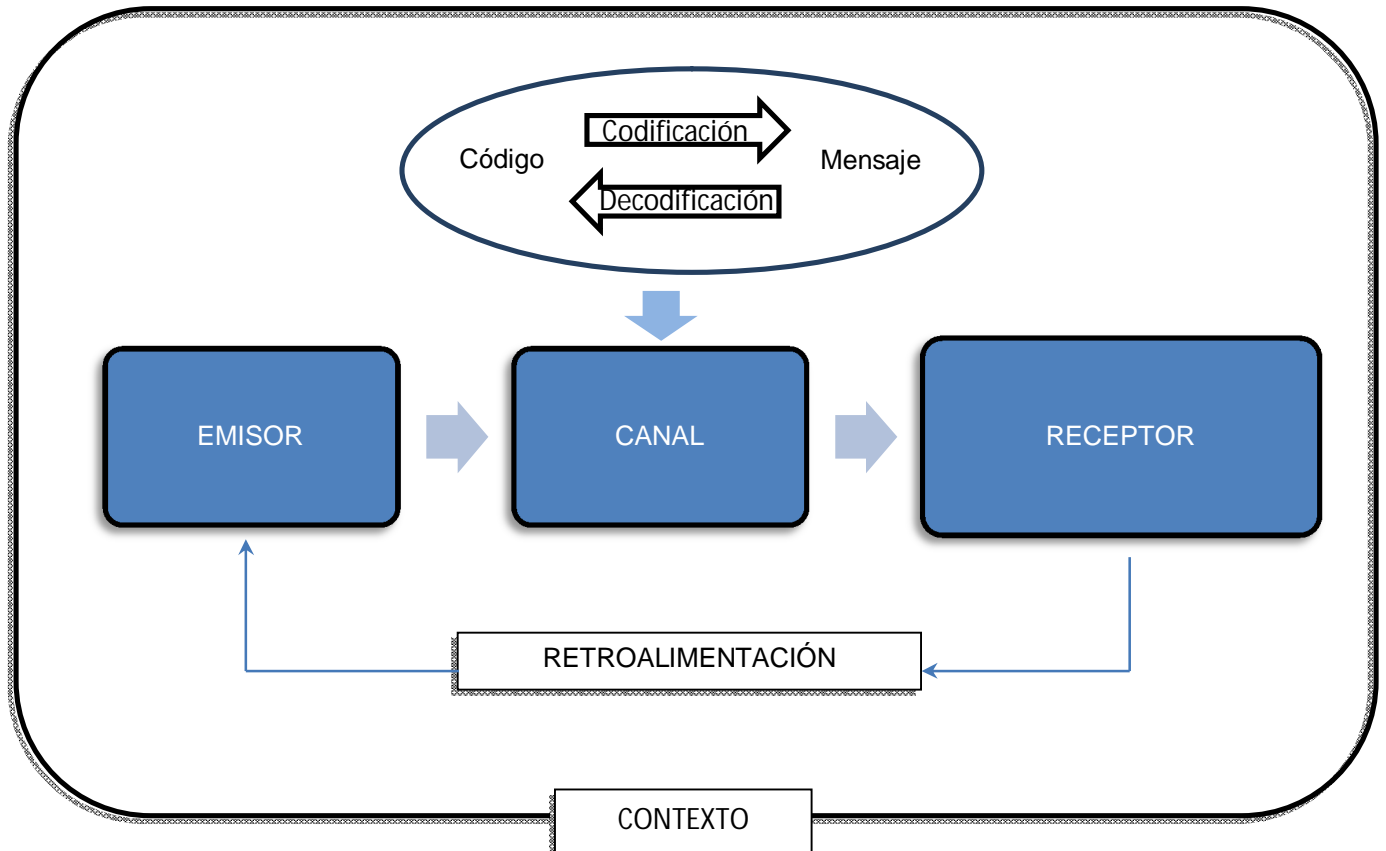 Codificación
Código
Mensaje
Decodificación
EMISOR
CANAL
RECEPTOR
RETROALIMENTACIÓN
CONTEXTO